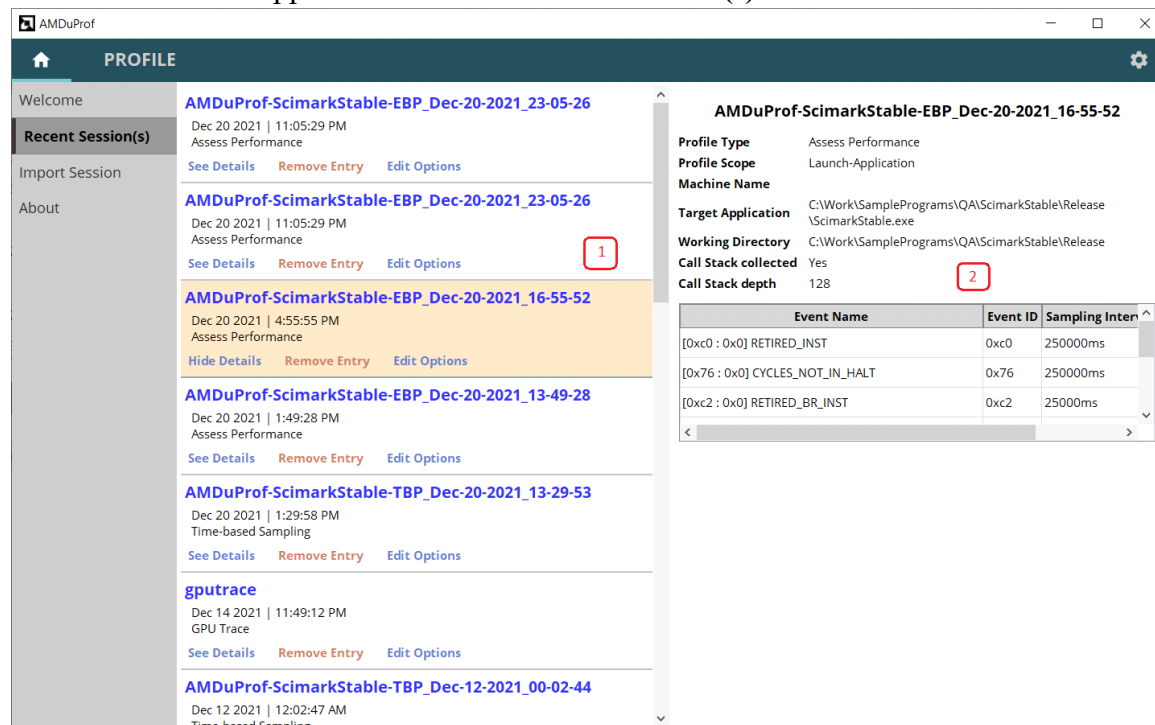 AMDuProf
PROFILE
Welcome
Recent Session(s)
Import Session
About
AMDuProf-ScimarkStable-EBP_Dec-20-2021_23-05-26
Dec 20 2021 | 11:05:29 PM
Assess Performance
See Details Remove Entry Edit Options
AMDuProf-ScimarkStable-EBP_Dec-20-2021_23-05-26
Dec 20 2021 | 11:05:29 PM
Assess Performance
1
See Details Remove Entry Edit Options
AMDuProf-ScimarkStable-EBP_Dec-20-2021_16-55-52
Dec 20 2021 | 4:55:55 PM
Assess Performance
Hide Details Remove Entry Edit Options
AMDuProf-ScimarkStable-EBP_Dec-20-2021_13-49-28
Dec 20 2021 | 1:49:28 PM
Assess Performance
See Details Remove Entry Edit Options
AMDuProf-ScimarkStable-TBP_Dec-20-2021_13-29-53
Dec 20 2021 | 1:29:58 PM
Time-based Sampling
See Details Remove Entry Edit Options
gputrace
Dec 14 2021 | 11:49:12 PM
GPU Trace
See Details Remove Entry Edit Options
AMDuProf-ScimarkStable-TBP_Dec-12-2021_00-02-44
Dec 12 2021 | 12:02:47 AM
Time-based Sampling
AMDuProf-ScimarkStable-EBP_Dec-20-2021_16-55-52
Profile Type Assess Performance
Profile Scope Launch-Application
Machine Name
Target Application C:\Work\SamplePrograms\QA\ScimarkStable\Release
\ScimarkStable.exe
Working Directory C:\Work\SamplePrograms\QA\ScimarkStable\Release
Call Stack collected Yes
Call Stack depth 128
2
Event Name Event ID Sampling Interv
[0xc0 : 0x0] RETIRED_INST 0xc0 250000ms
[0x76 : 0x0] CYCLES_NOT_IN_HALT 0x76 250000ms
[0xc2 : 0x0] RETIRED_BR_INST 0xc2 25000ms